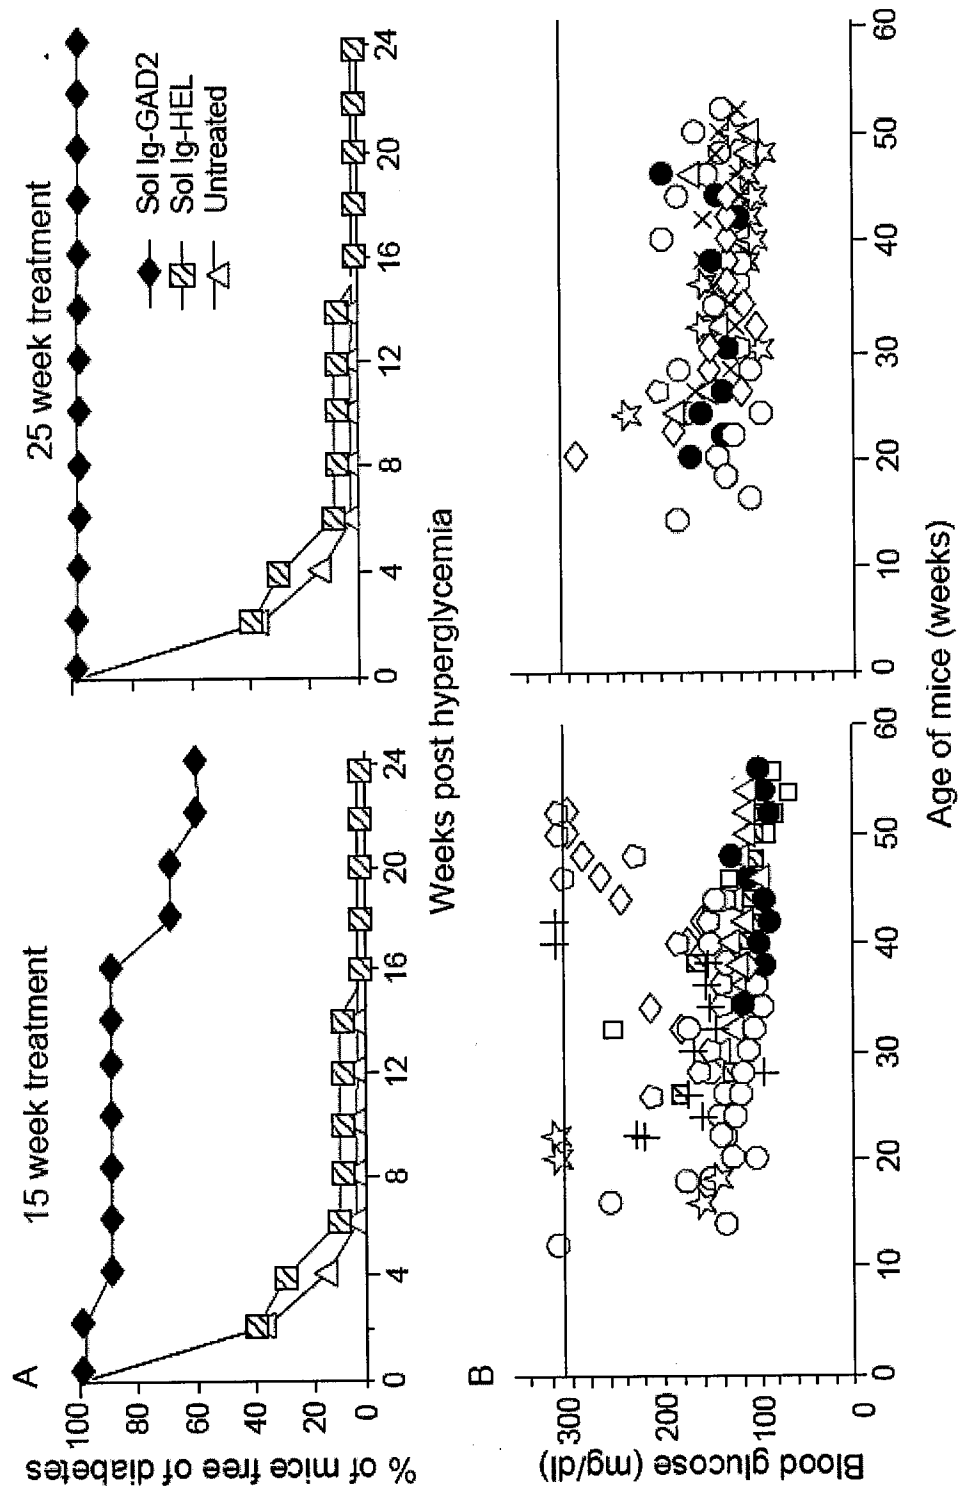 A
15 week treatment
25 week treatment
% of mice free of diabetes
100
80
60
40
20
0
0 4 8 12 16 20 24
0 4 8 12 16 20 24
Sol Ig-GAD2
Sol Ig-HEL
Untreated
Weeks post hyperglycemia
B
Blood glucose (mg/dl)
300
200
100
0
0 10 20 30 40 50 60
0 10 20 30 40 50 60
Age of mice (weeks)